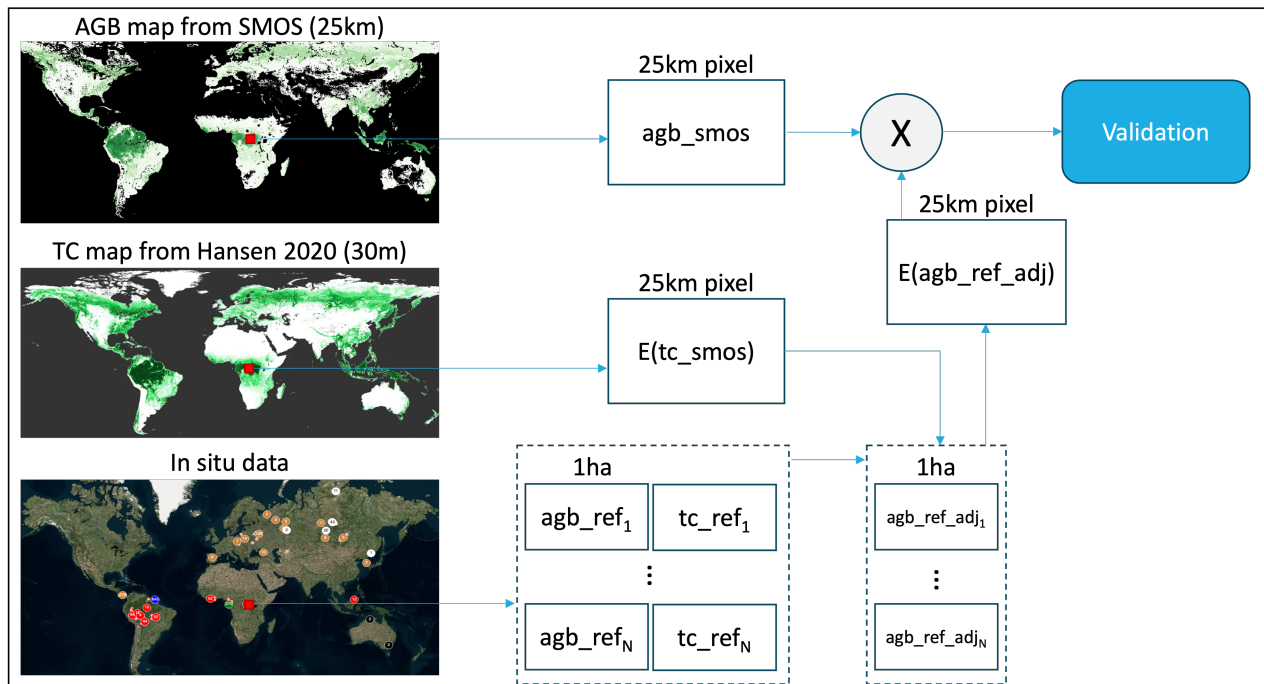 AGB map from SMOS (25km)
25km pixel
agb_smos
X
Validation
25km pixel
E(agb_ref_adj)
TC map from Hansen 2020 (30m)
25km pixel
E(tc_smos)
In situ data
1ha
agb_ref₁
tc_ref₁
⋮
agb_refN
tc_refN
1ha
agb_ref_adj₁
⋮
agb_ref_adjN